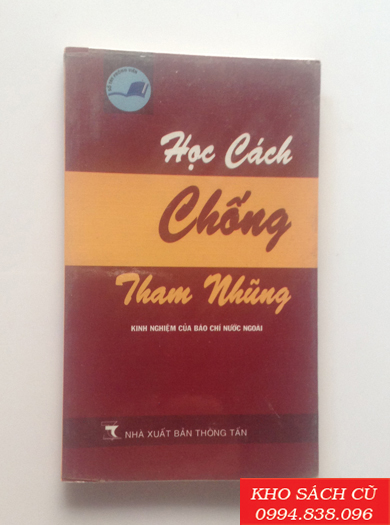 Học Cách
Chống
Tham Nhũng
KINH NGHIỆM CỦA BÁO CHÍ NƯỚC NGOÀI
NHÀ XUẤT BẢN THÔNG TẤN
KHO SÁCH CŨ
0994.838.096